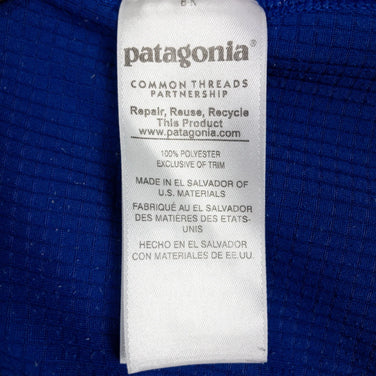 patagonia®
COMMON THREADS
PARTNERSHIP
Repair, Reuse, Recycle
This Product
www.patagonia.com
100% POLYESTER
EXCLUSIVE OF TRIM
MADE IN EL SALVADOR OF
U.S. MATERIALS
FABRIQUÉ AU EL SALVADOR
DES MATIÈRES DES ETATS-
UNIS
HECHO EN EL SALVADOR
CON MATERIALES DE EE.UU.